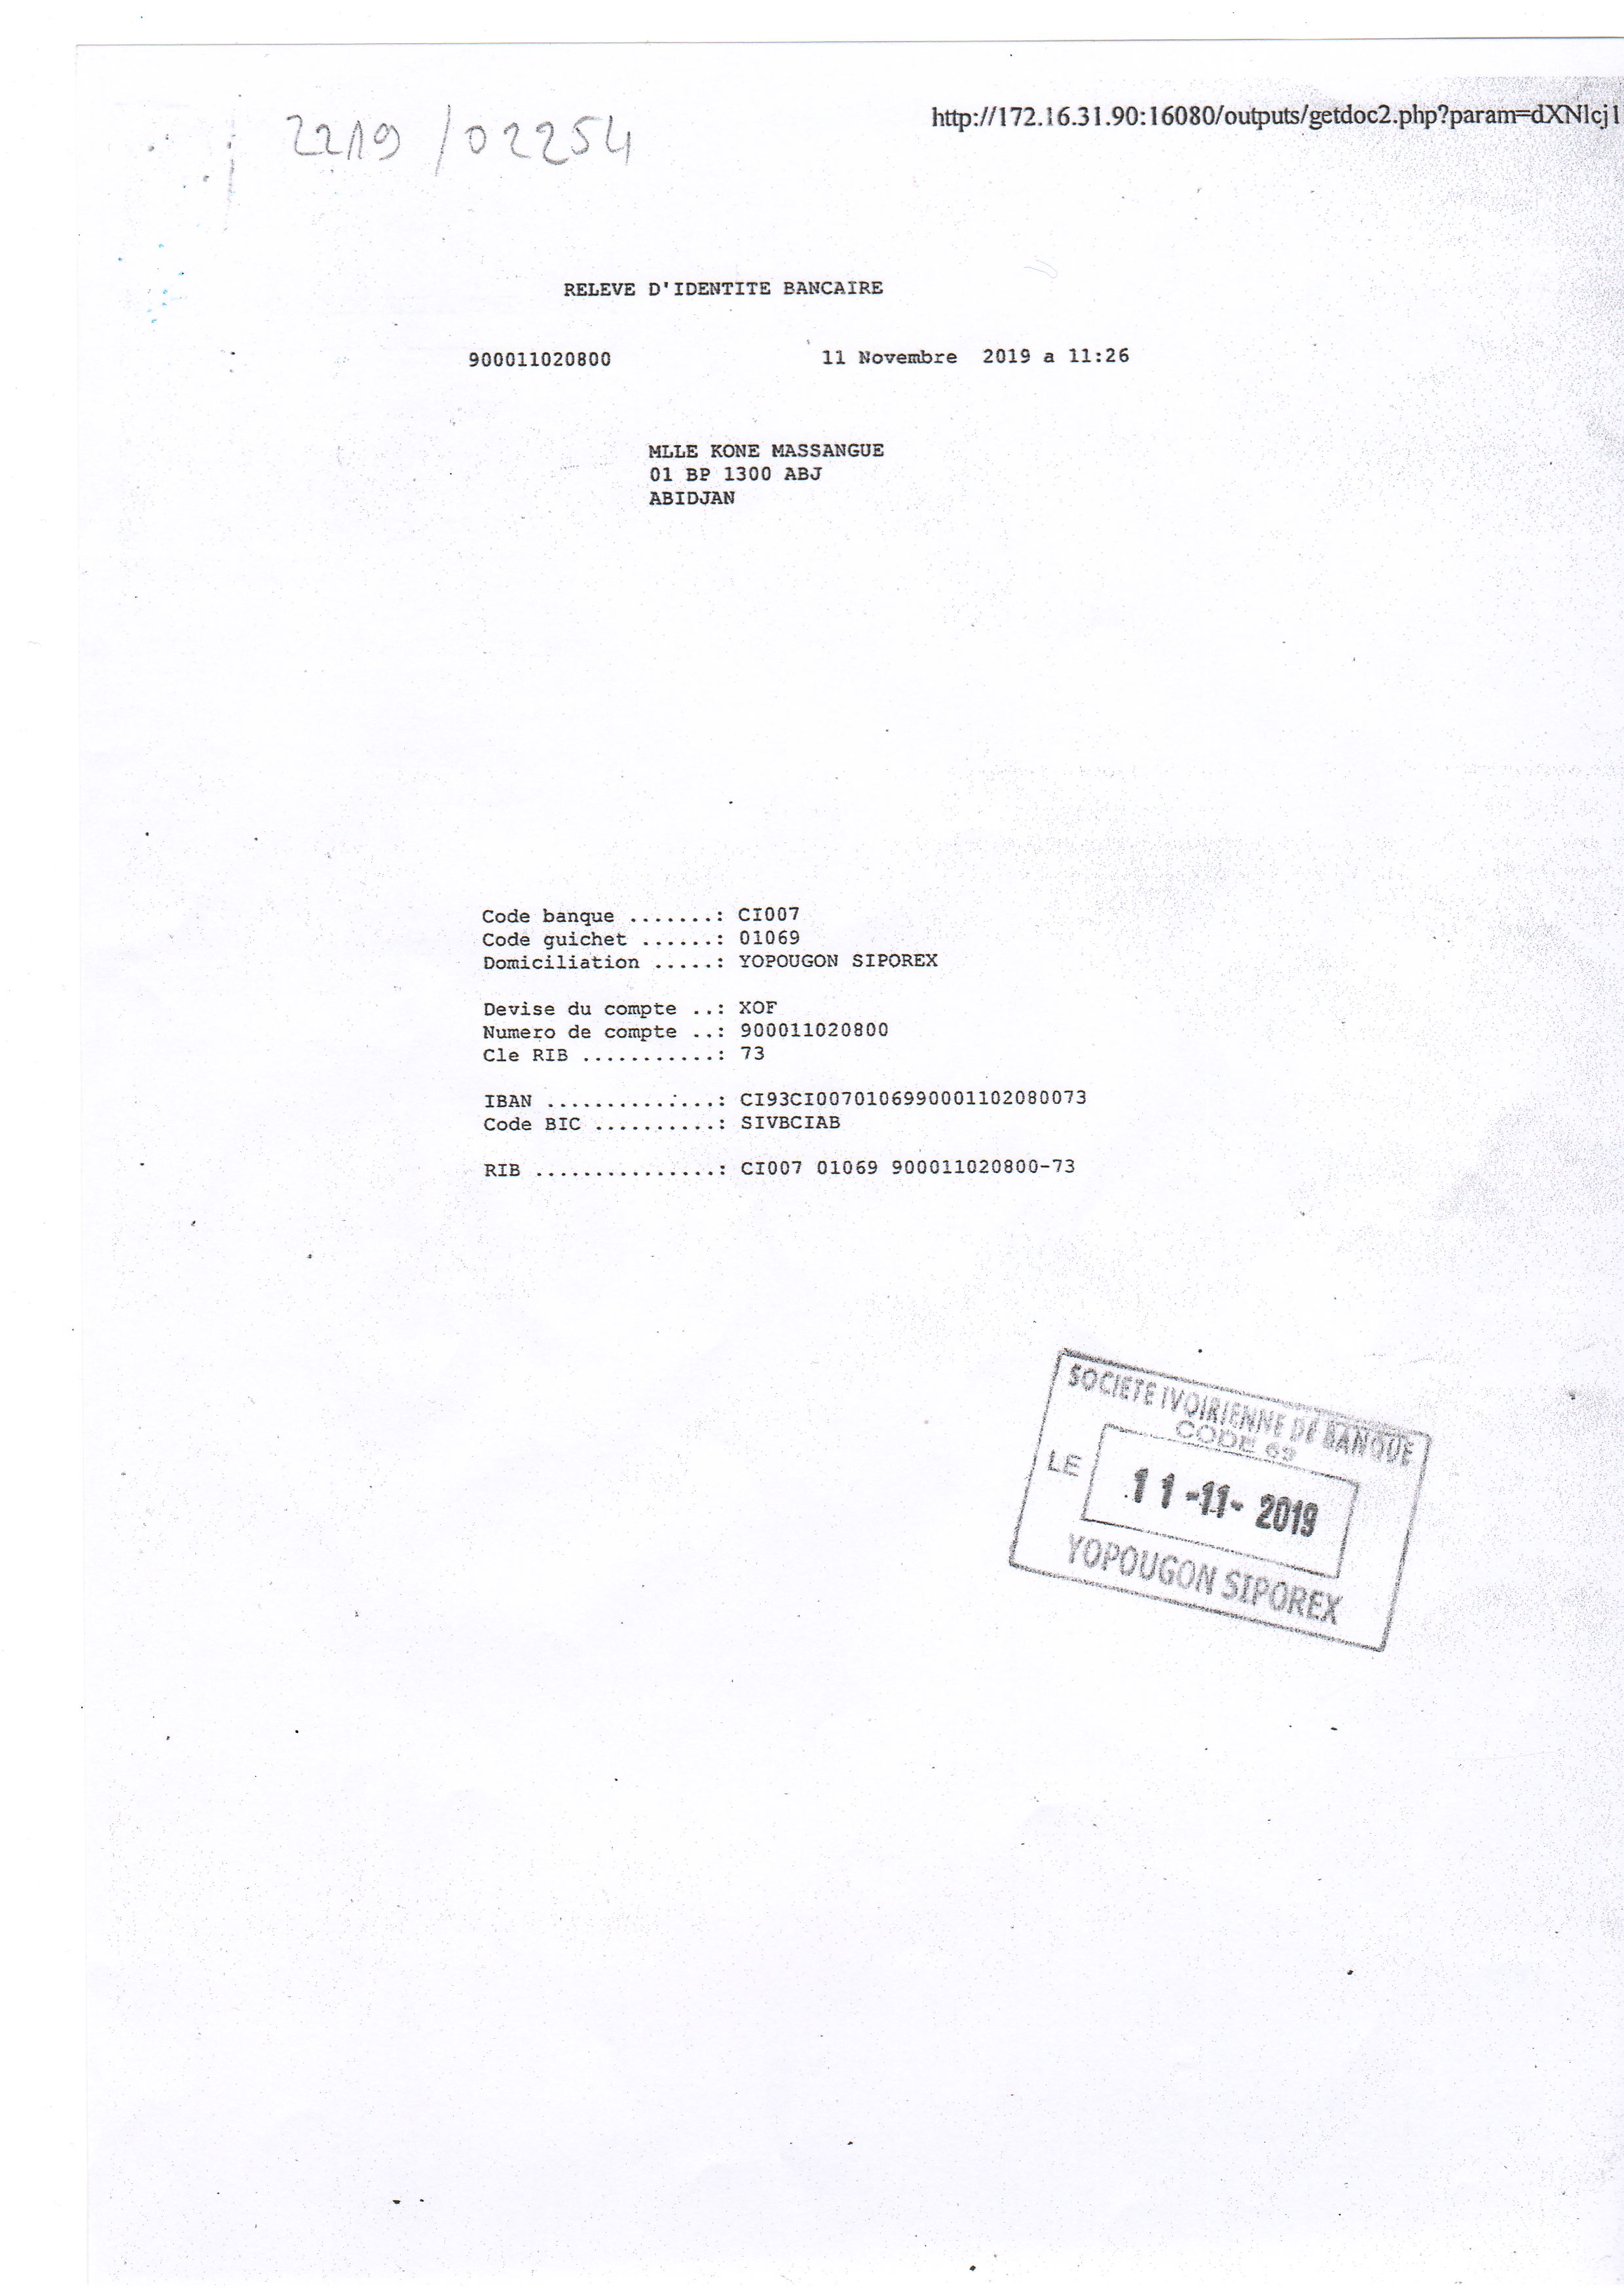 2219 / 02254
http://172.16.31.90:16080/outputs/getdoc2.php?param=dXNlcj1
RELEVE D'IDENTITE BANCAIRE
900011020800 11 Novembre 2019 a 11:26
MLLE KONE MASSANGUE
01 BP 1300 ABJ
ABIDJAN
Code banque .......: CI007
Code guichet ......: 01069
Domiciliation .....: YOPOUGON SIPOREX
Devise du compte ..: XOF
Numero de compte ..: 900011020800
Cle RIB ...........: 73
IBAN ..............: CI93CI0070106990001102080073
Code BIC ..........: SIVBCIAB
RIB ...............: CI007 01069 900011020800-73
SOCIETE IVOIRIENNE DE BANQUE
CODE 69
LE 11-11-2019
YOPOUGON SIPOREX